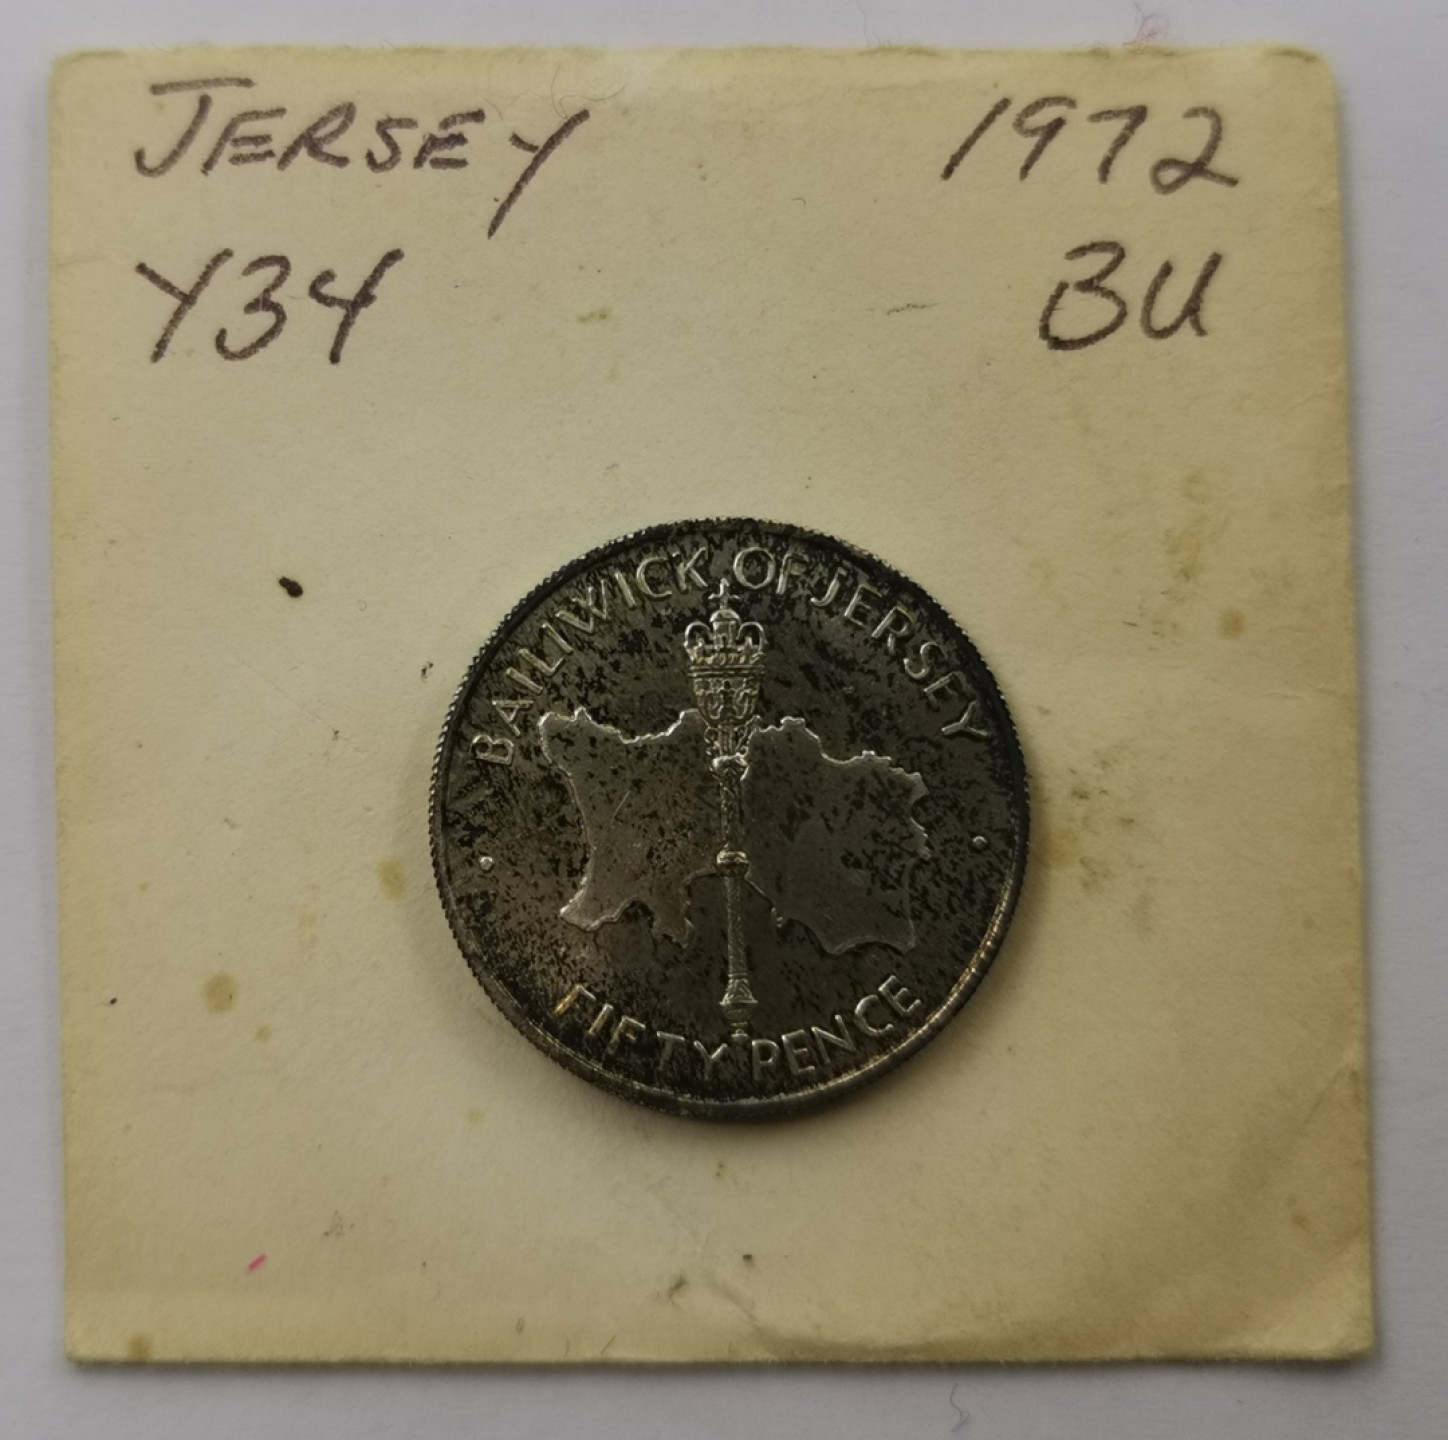 JERSEY 1972
Y34 BU
BAILIWICK OF JERSEY
FIFTY PENCE